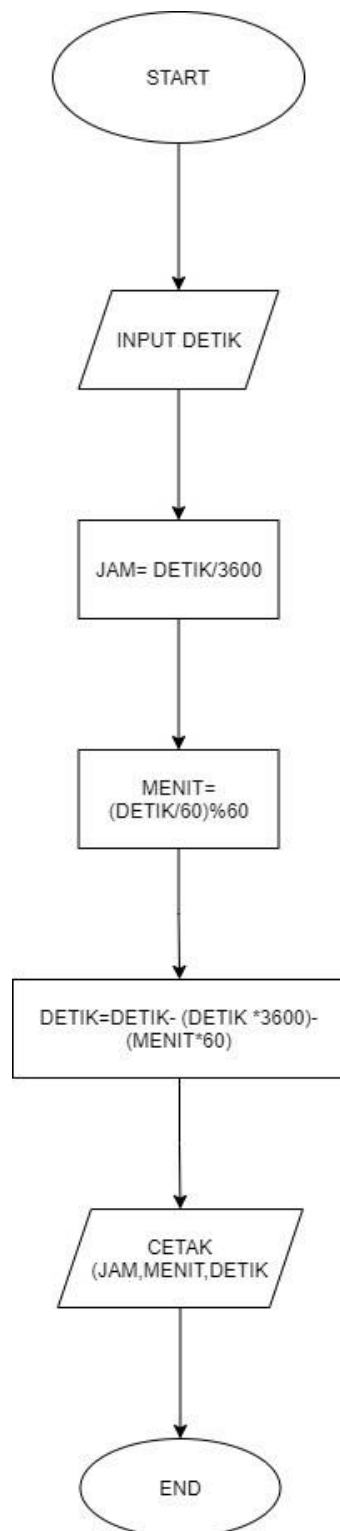 START
INPUT DETIK
JAM= DETIK/3600
MENIT=
(DETIK/60)%60
DETIK=DETIK- (DETIK *3600)-
(MENIT*60)
CETAK
(JAM,MENIT,DETIK
END